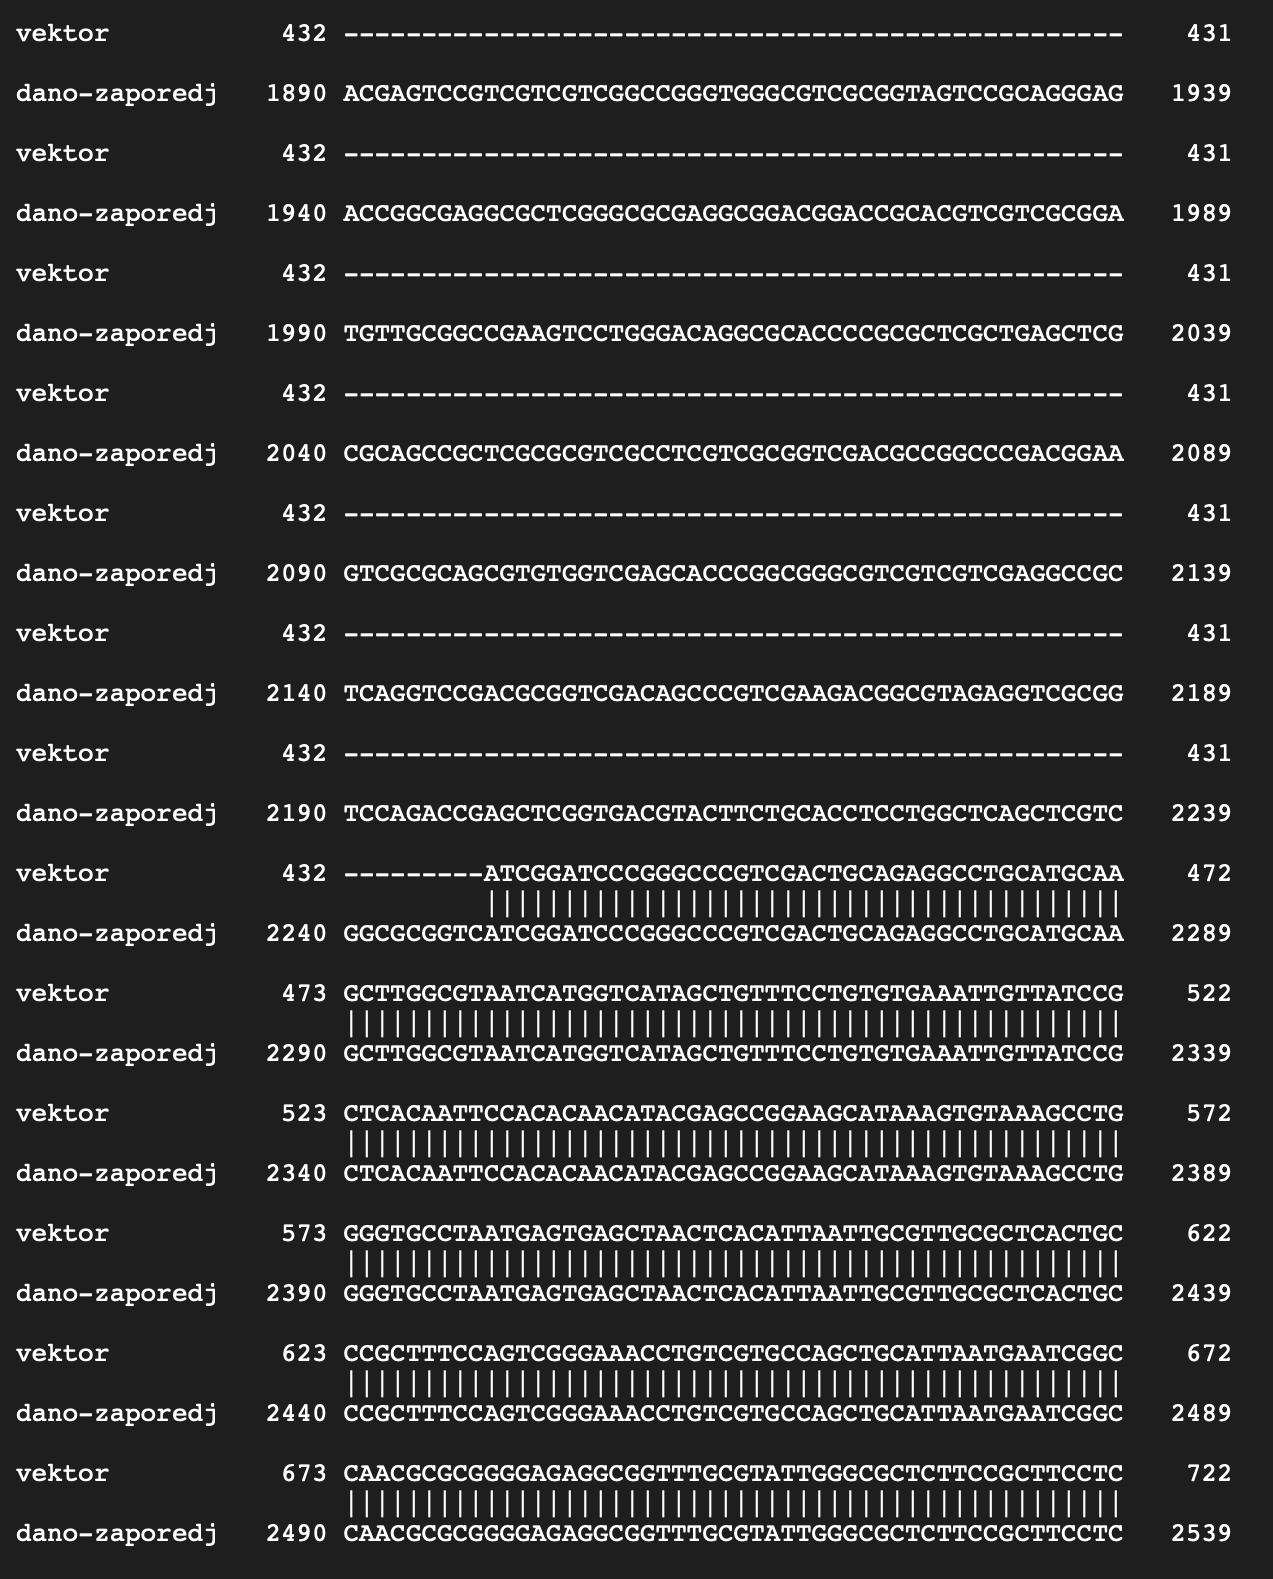 vektor 432 -------------------------------------------------- 431
dano-zaporedj 1890 ACGAGTCCGTCGTCGTCGGCCGGGTGGGCGTCGCGGTAGTCCGCAGGGAG 1939
vektor 432 -------------------------------------------------- 431
dano-zaporedj 1940 ACCGGCGAGGCGCTCGGGCGCGAGGCGGACGGACCGCACGTCGTCGCGGA 1989
vektor 432 -------------------------------------------------- 431
dano-zaporedj 1990 TGTTGCGGCCGAAGTCCTGGGACAGGCGCACCCCGCGCTCGCTGAGCTCG 2039
vektor 432 -------------------------------------------------- 431
dano-zaporedj 2040 CGCAGCCGCTCGCGCGTCGCCTCGTCGCGGTCGACGCCGGCCCGACGGAA 2089
vektor 432 -------------------------------------------------- 431
dano-zaporedj 2090 GTCGCGCAGCGTGTGGTCGAGCACCCGGCGGGCGTCGTCGTCGAGGCCGC 2139
vektor 432 -------------------------------------------------- 431
dano-zaporedj 2140 TCAGGTCCGACGCGGTCGACAGCCCGTCGAAGACGGCGTAGAGGTCGCGG 2189
vektor 432 -------------------------------------------------- 431
dano-zaporedj 2190 TCCAGACCGAGCTCGGTGACGTACTTCTGCACCTCCTGGCTCAGCTCGTC 2239
vektor 432 ---------ATCGGATCCCGGGCCCGTCGACTGCAGAGGCCTGCATGCAA 472
|||||||||||||||||||||||||||||||||||||||||
dano-zaporedj 2240 GGCGCGGTCATCGGATCCCGGGCCCGTCGACTGCAGAGGCCTGCATGCAA 2289
vektor 473 GCTTGGCGTAATCATGGTCATAGCTGTTTCCTGTGTGAAATTGTTATCCG 522
||||||||||||||||||||||||||||||||||||||||||||||||||
dano-zaporedj 2290 GCTTGGCGTAATCATGGTCATAGCTGTTTCCTGTGTGAAATTGTTATCCG 2339
vektor 523 CTCACAATTCCACACAACATACGAGCCGGAAGCATAAAGTGTAAAGCCTG 572
||||||||||||||||||||||||||||||||||||||||||||||||||
dano-zaporedj 2340 CTCACAATTCCACACAACATACGAGCCGGAAGCATAAAGTGTAAAGCCTG 2389
vektor 573 GGGTGCCTAATGAGTGAGCTAACTCACATTAATTGCGTTGCGCTCACTGC 622
||||||||||||||||||||||||||||||||||||||||||||||||||
dano-zaporedj 2390 GGGTGCCTAATGAGTGAGCTAACTCACATTAATTGCGTTGCGCTCACTGC 2439
vektor 623 CCGCTTTCCAGTCGGGAAACCTGTCGTGCCAGCTGCATTAATGAATCGGC 672
||||||||||||||||||||||||||||||||||||||||||||||||||
dano-zaporedj 2440 CCGCTTTCCAGTCGGGAAACCTGTCGTGCCAGCTGCATTAATGAATCGGC 2489
vektor 673 CAACGCGCGGGGAGAGGCGGTTTGCGTATTGGGCGCTCTTCCGCTTCCTC 722
||||||||||||||||||||||||||||||||||||||||||||||||||
dano-zaporedj 2490 CAACGCGCGGGGAGAGGCGGTTTGCGTATTGGGCGCTCTTCCGCTTCCTC 2539